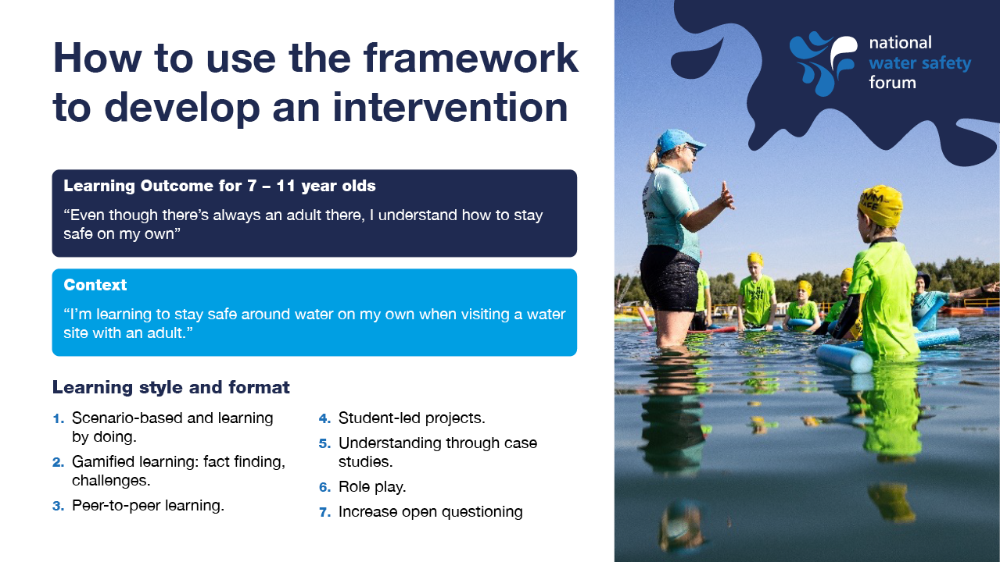 How to use the framework
to develop an intervention
Learning Outcome for 7 – 11 year olds
“Even though there’s always an adult there, I understand how to stay
safe on my own”
Context
“I’m learning to stay safe around water on my own when visiting a water
site with an adult.”
Learning style and format
1. Scenario-based and learning
by doing.
2. Gamified learning: fact finding,
challenges.
3. Peer-to-peer learning.
4. Student-led projects.
5. Understanding through case
studies.
6. Role play.
7. Increase open questioning
national
water safety
forum